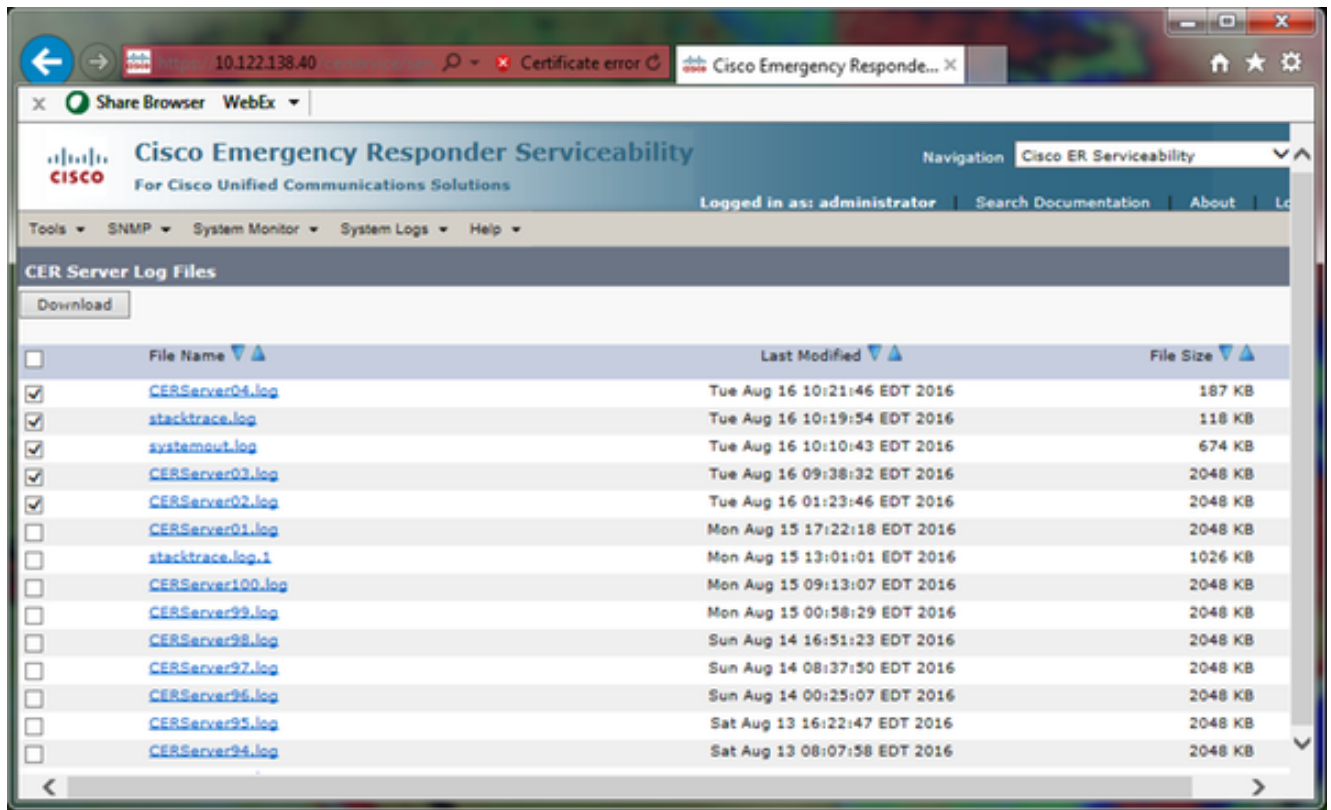 https://10.122.138.40
Certificate error
Cisco Emergency Responde...
x Share Browser WebEx
CISCO
Cisco Emergency Responder Serviceability
For Cisco Unified Communications Solutions
Navigation Cisco ER Serviceability
Logged in as: administrator | Search Documentation | About | Lo
Tools SNMP System Monitor System Logs Help
CER Server Log Files
Download
File Name Last Modified File Size
CERServer04.log Tue Aug 16 10:21:46 EDT 2016 187 KB
stacktrace.log Tue Aug 16 10:19:54 EDT 2016 118 KB
systemout.log Tue Aug 16 10:10:43 EDT 2016 674 KB
CERServer03.log Tue Aug 16 09:38:32 EDT 2016 2048 KB
CERServer02.log Tue Aug 16 01:23:46 EDT 2016 2048 KB
CERServer01.log Mon Aug 15 17:22:18 EDT 2016 2048 KB
stacktrace.log.1 Mon Aug 15 13:01:01 EDT 2016 1026 KB
CERServer100.log Mon Aug 15 09:13:07 EDT 2016 2048 KB
CERServer99.log Mon Aug 15 00:58:29 EDT 2016 2048 KB
CERServer98.log Sun Aug 14 16:51:23 EDT 2016 2048 KB
CERServer97.log Sun Aug 14 08:37:50 EDT 2016 2048 KB
CERServer96.log Sun Aug 14 00:25:07 EDT 2016 2048 KB
CERServer95.log Sat Aug 13 16:22:47 EDT 2016 2048 KB
CERServer94.log Sat Aug 13 08:07:58 EDT 2016 2048 KB